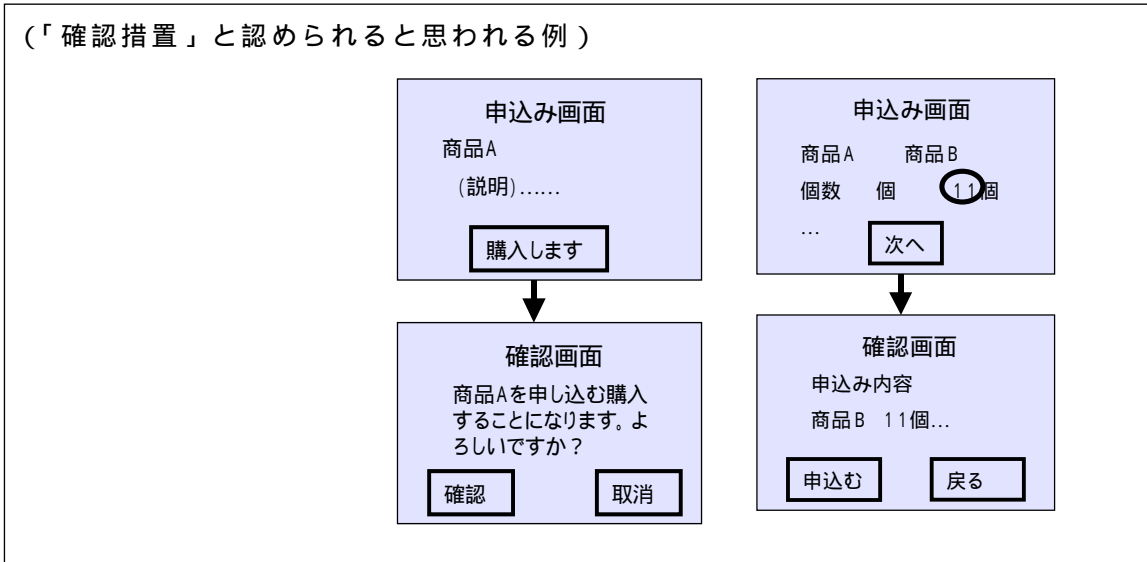 (「確認措置」と認められると思われる例)
申込み画面
商品A
(説明)……
購入します
確認画面
商品Aを申し込む購入
することになります。よ
ろしいですか？
確認
取消
申込み画面
商品A 商品B
個数 個 11個
…
次へ
確認画面
申込み内容
商品B 11個…
申込む
戻る